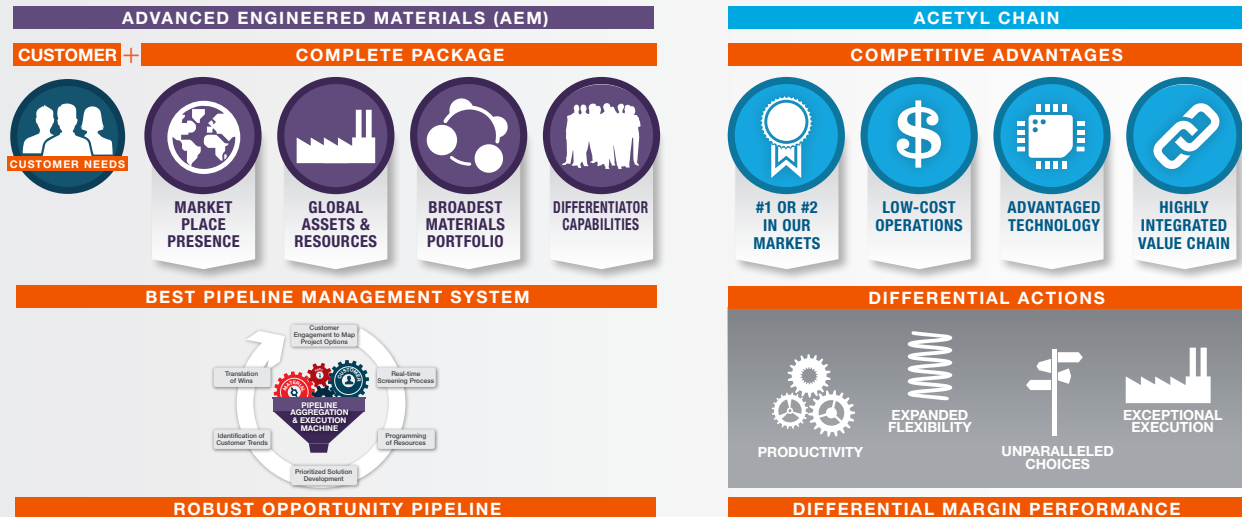 ADVANCED ENGINEERED MATERIALS (AEM)
CUSTOMER +
COMPLETE PACKAGE
CUSTOMER NEEDS
MARKET
PLACE
PRESENCE
GLOBAL
ASSETS &
RESOURCES
BROADEST
MATERIALS
PORTFOLIO
DIFFERENTIATOR
CAPABILITIES
BEST PIPELINE MANAGEMENT SYSTEM
Customer
Engagement to Map
Project Options
Real-time
Screening Process
Programming
of Resources
Prioritized Solution
Development
Identification of
Customer Trends
Translation
of Wins
CUSTOMER
PIPELINE
AGGREGATION
& EXECUTION
MACHINE
ROBUST OPPORTUNITY PIPELINE
ACETYL CHAIN
COMPETITIVE ADVANTAGES
$
#1 OR #2
IN OUR
MARKETS
LOW-COST
OPERATIONS
ADVANTAGED
TECHNOLOGY
HIGHLY
INTEGRATED
VALUE CHAIN
DIFFERENTIAL ACTIONS
PRODUCTIVITY
EXPANDED
FLEXIBILITY
UNPARALLELED
CHOICES
EXCEPTIONAL
EXECUTION
DIFFERENTIAL MARGIN PERFORMANCE